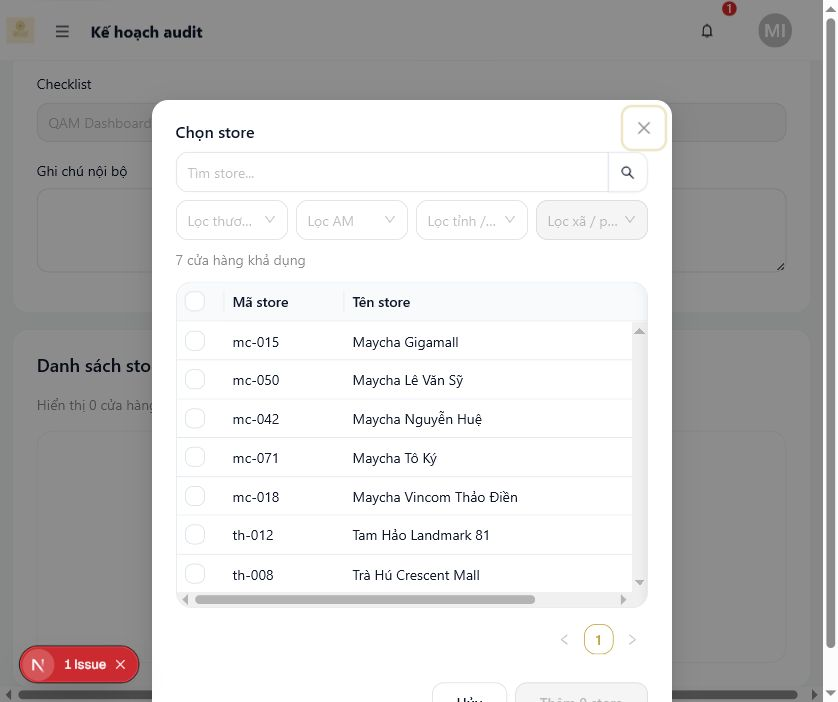 1
Kế hoạch audit
MI
Checklist
QAM Dashboard
Ghi chú nội bộ
Chọn store
Tìm store...
Lọc thươ...
Lọc AM
Lọc tỉnh /...
Lọc xã / p...
7 cửa hàng khả dụng
Mã store Tên store
mc-015 Maycha Gigamall
mc-050 Maycha Lê Văn Sỹ
mc-042 Maycha Nguyễn Huệ
mc-071 Maycha Tô Ký
mc-018 Maycha Vincom Thảo Điền
th-012 Tam Hảo Landmark 81
th-008 Trà Hú Crescent Mall
1
Hủy
Thêm 0 store
Danh sách sto
Hiển thị 0 cửa hàng
N 1 Issue